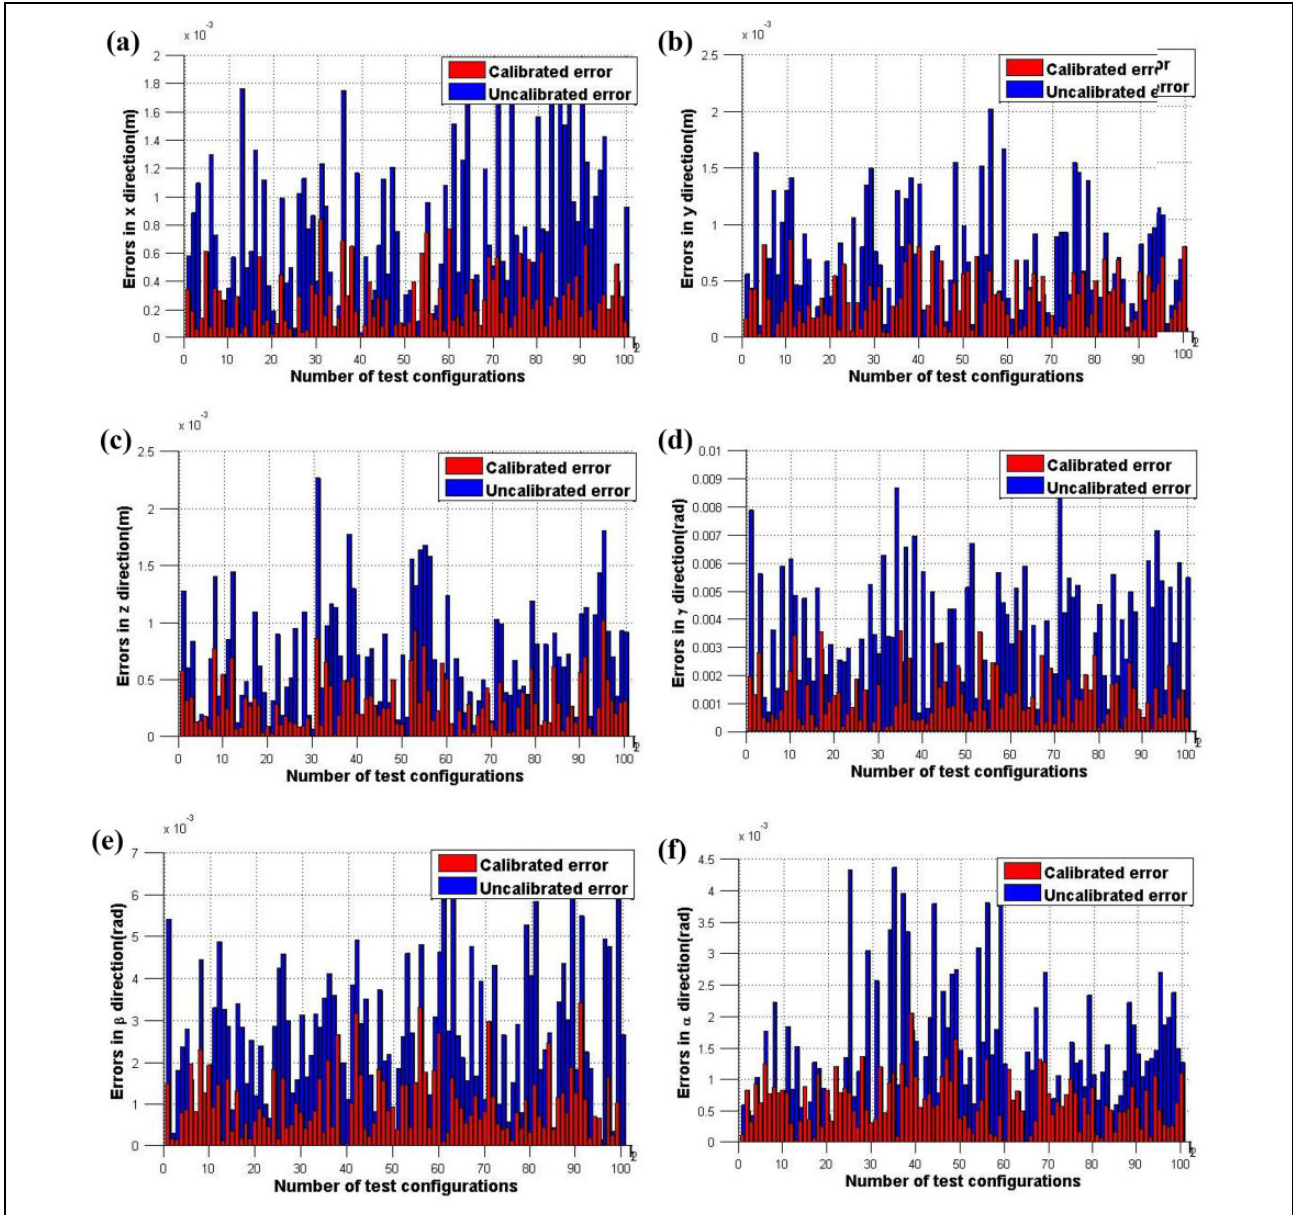 (a)
x 10-3
2
1.8
1.6
1.4
1.2
1
0.8
0.6
0.4
0.2
0
Errors in x direction(m)
Calibrated error
Uncalibrated error
0 10 20 30 40 50 60 70 80 90 100
Number of test configurations
(b)
x 10-3
2.5
2
1.5
1
0.5
0
Errors in y direction(m)
Calibrated error
Uncalibrated error
0 10 20 30 40 50 60 70 80 90 100
Number of test configurations
(c)
x 10-3
2.5
2
1.5
1
0.5
0
Errors in z direction(m)
Calibrated error
Uncalibrated error
0 10 20 30 40 50 60 70 80 90 100
Number of test configurations
(d)
0.01
0.009
0.008
0.007
0.006
0.005
0.004
0.003
0.002
0.001
0
Errors in γ direction(rad)
Calibrated error
Uncalibrated error
0 10 20 30 40 50 60 70 80 90 100
Number of test configurations
(e)
x 10-3
7
6
5
4
3
2
1
0
Errors in β direction(rad)
Calibrated error
Uncalibrated error
0 10 20 30 40 50 60 70 80 90 100
Number of test configurations
(f)
x 10-3
4.5
4
3.5
3
2.5
2
1.5
1
0.5
0
Errors in α direction(rad)
Calibrated error
Uncalibrated error
0 10 20 30 40 50 60 70 80 90 100
Number of test configurations